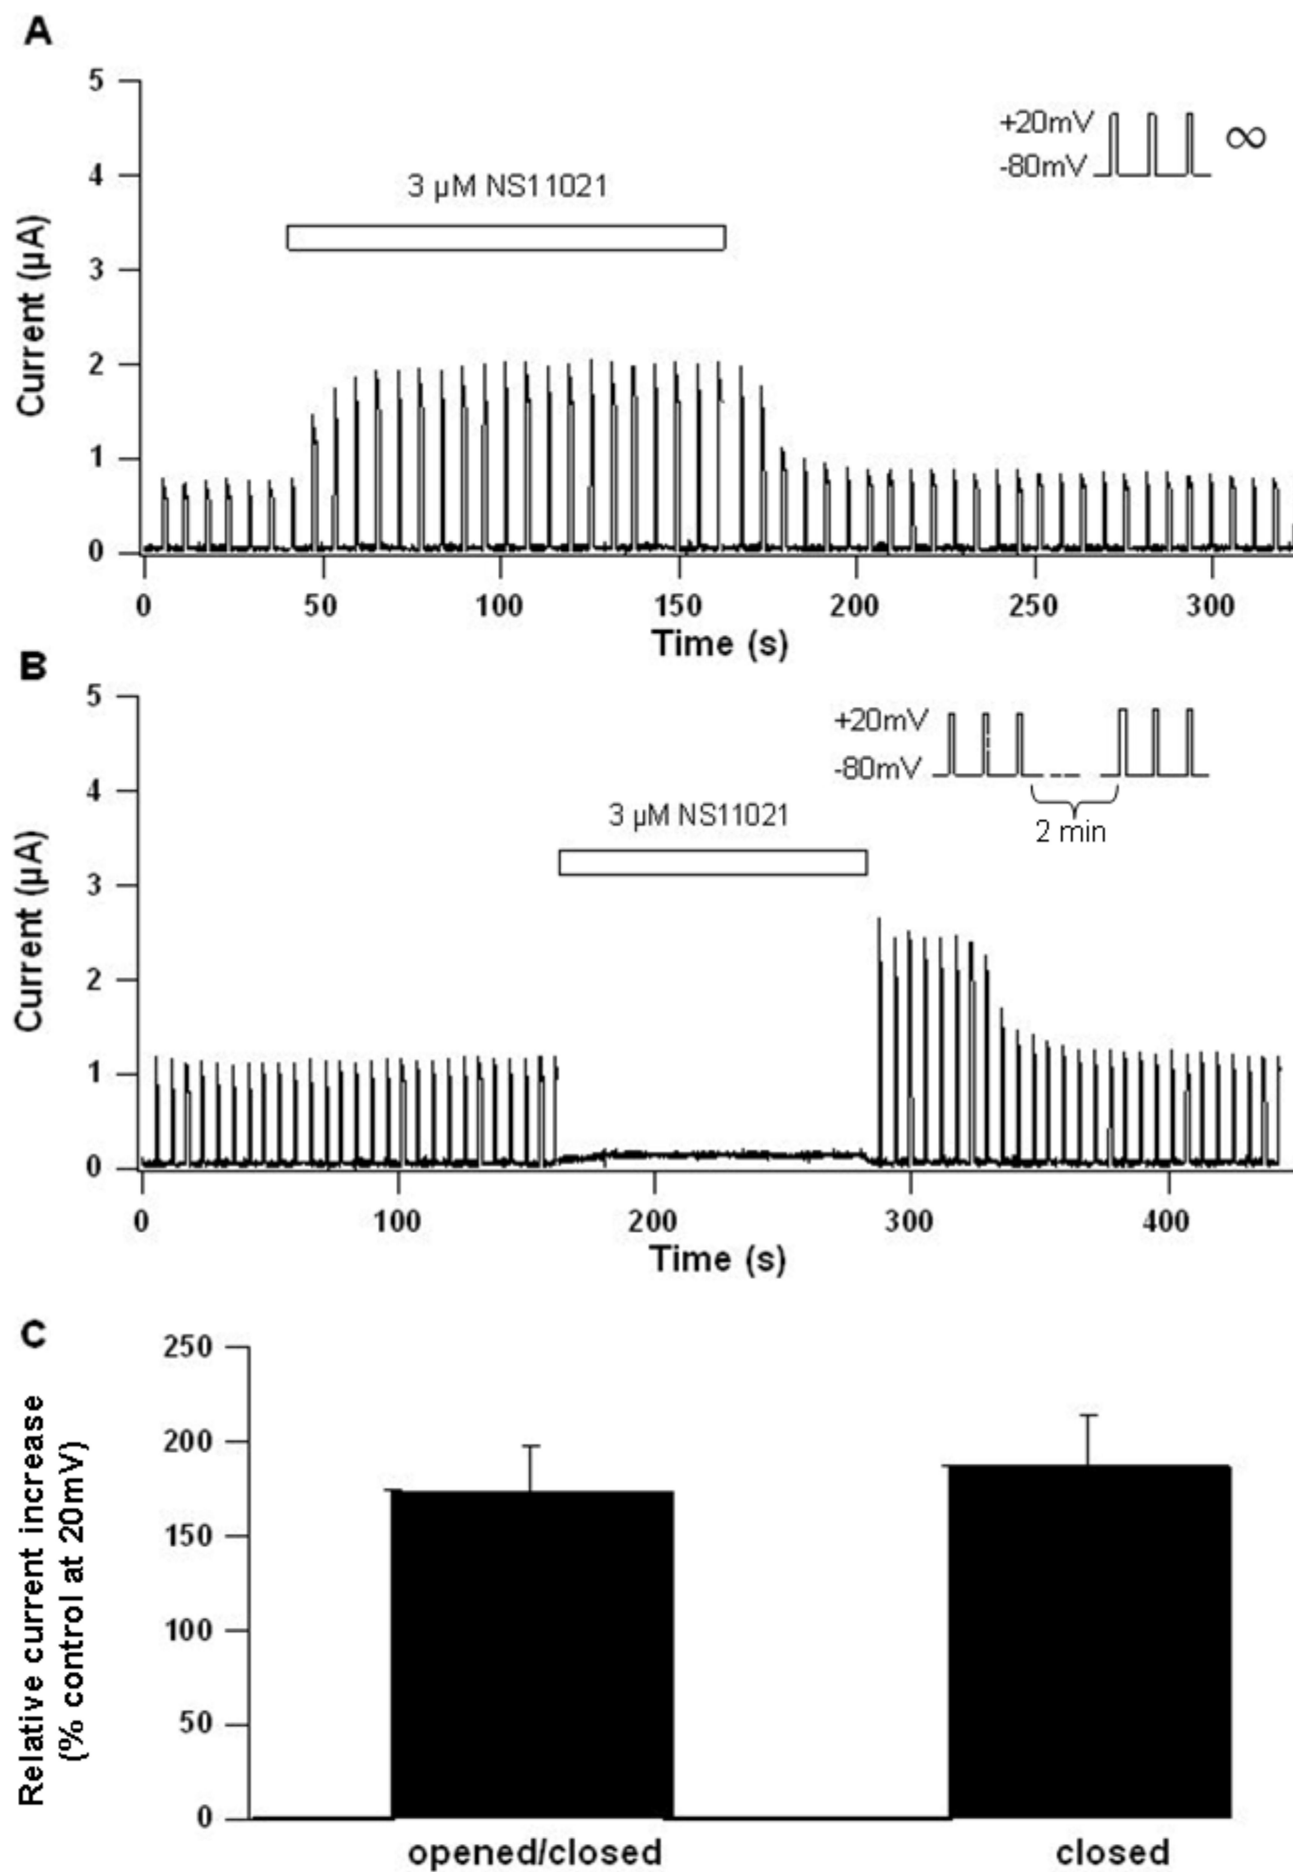 A
5
4
3
2
1
0
Current (µA)
+20mV
-80mV
∞
3 µM NS11021
0 50 100 150 200 250 300
Time (s)
B
5
4
3
2
1
0
Current (µA)
+20mV
-80mV
2 min
3 µM NS11021
0 100 200 300 400
Time (s)
C
250
200
150
100
50
0
Relative current increase
(% control at 20mV)
opened/closed closed